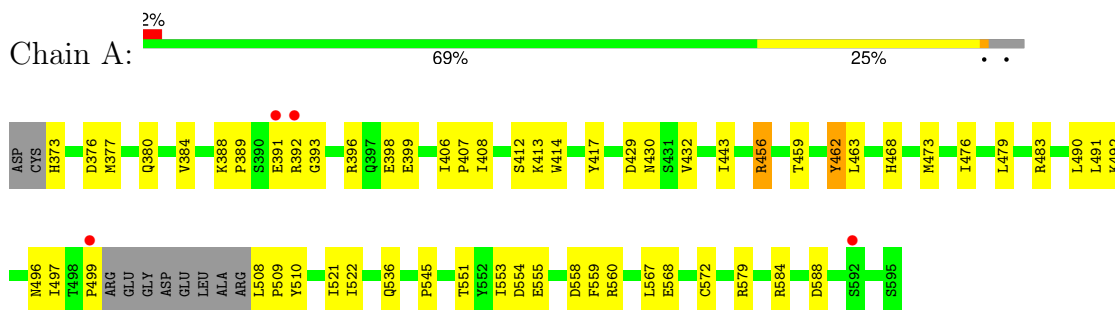 2%
Chain A:
69% 25% • •
ASP CYS H373 D376 M377 Q380 V384 K388 P389 S390 E391 R392 G393 R396 Q397 E398 E399 I406 P407 I408 S412 K413 W414 Y417 D429 N430 S431 V432 I443 R456 T459 Y462 L463 H468 M473 I476 L479 R483 L490 L491
N496 I497 T498 P499 ARG GLU GLY ASP GLU LEU ALA ARG L508 P509 Y510 I521 I522 Q536 P545 T551 Y552 I553 D554 E555 D558 F559 R560 L567 E568 C572 R579 R584 D588 S592 S595